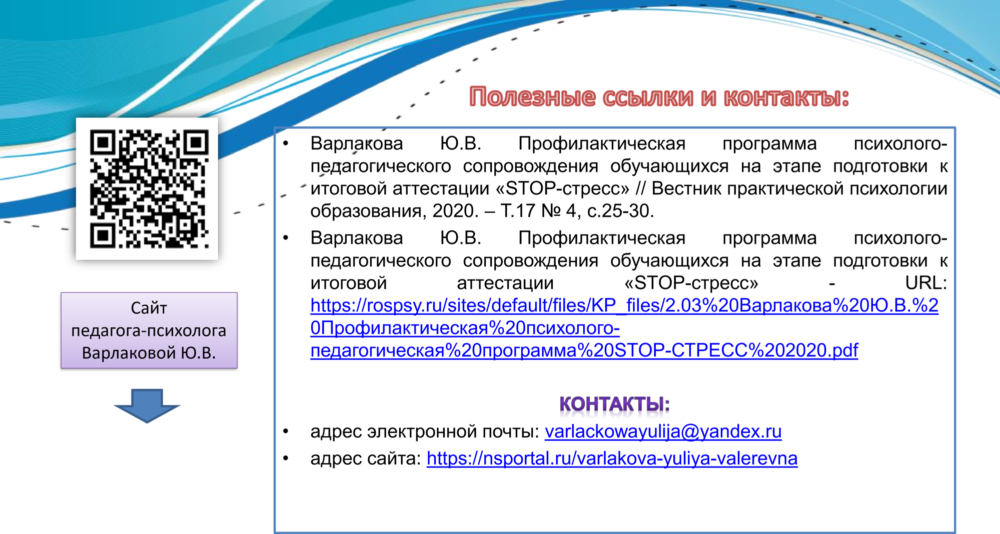 Полезные ссылки и контакты:
• Варлакова Ю.В. Профилактическая программа психолого-
педагогического сопровождения обучающихся на этапе подготовки к
итоговой аттестации «STOP-стресс» // Вестник практической психологии
образования, 2020. – Т.17 № 4, с.25-30.
• Варлакова Ю.В. Профилактическая программа психолого-
педагогического сопровождения обучающихся на этапе подготовки к
итоговой аттестации «STOP-стресс» - URL:
https://rospsy.ru/sites/default/files/KP_files/2.03%20Варлакова%20Ю.В.%2
0Профилактическая%20психолого-
педагогическая%20программа%20STOP-СТРЕСС%202020.pdf
КОНТАКТЫ:
• адрес электронной почты: varlackowayulija@yandex.ru
• адрес сайта: https://nsportal.ru/varlakova-yuliya-valerevna
Сайт
педагога-психолога
Варлаковой Ю.В.